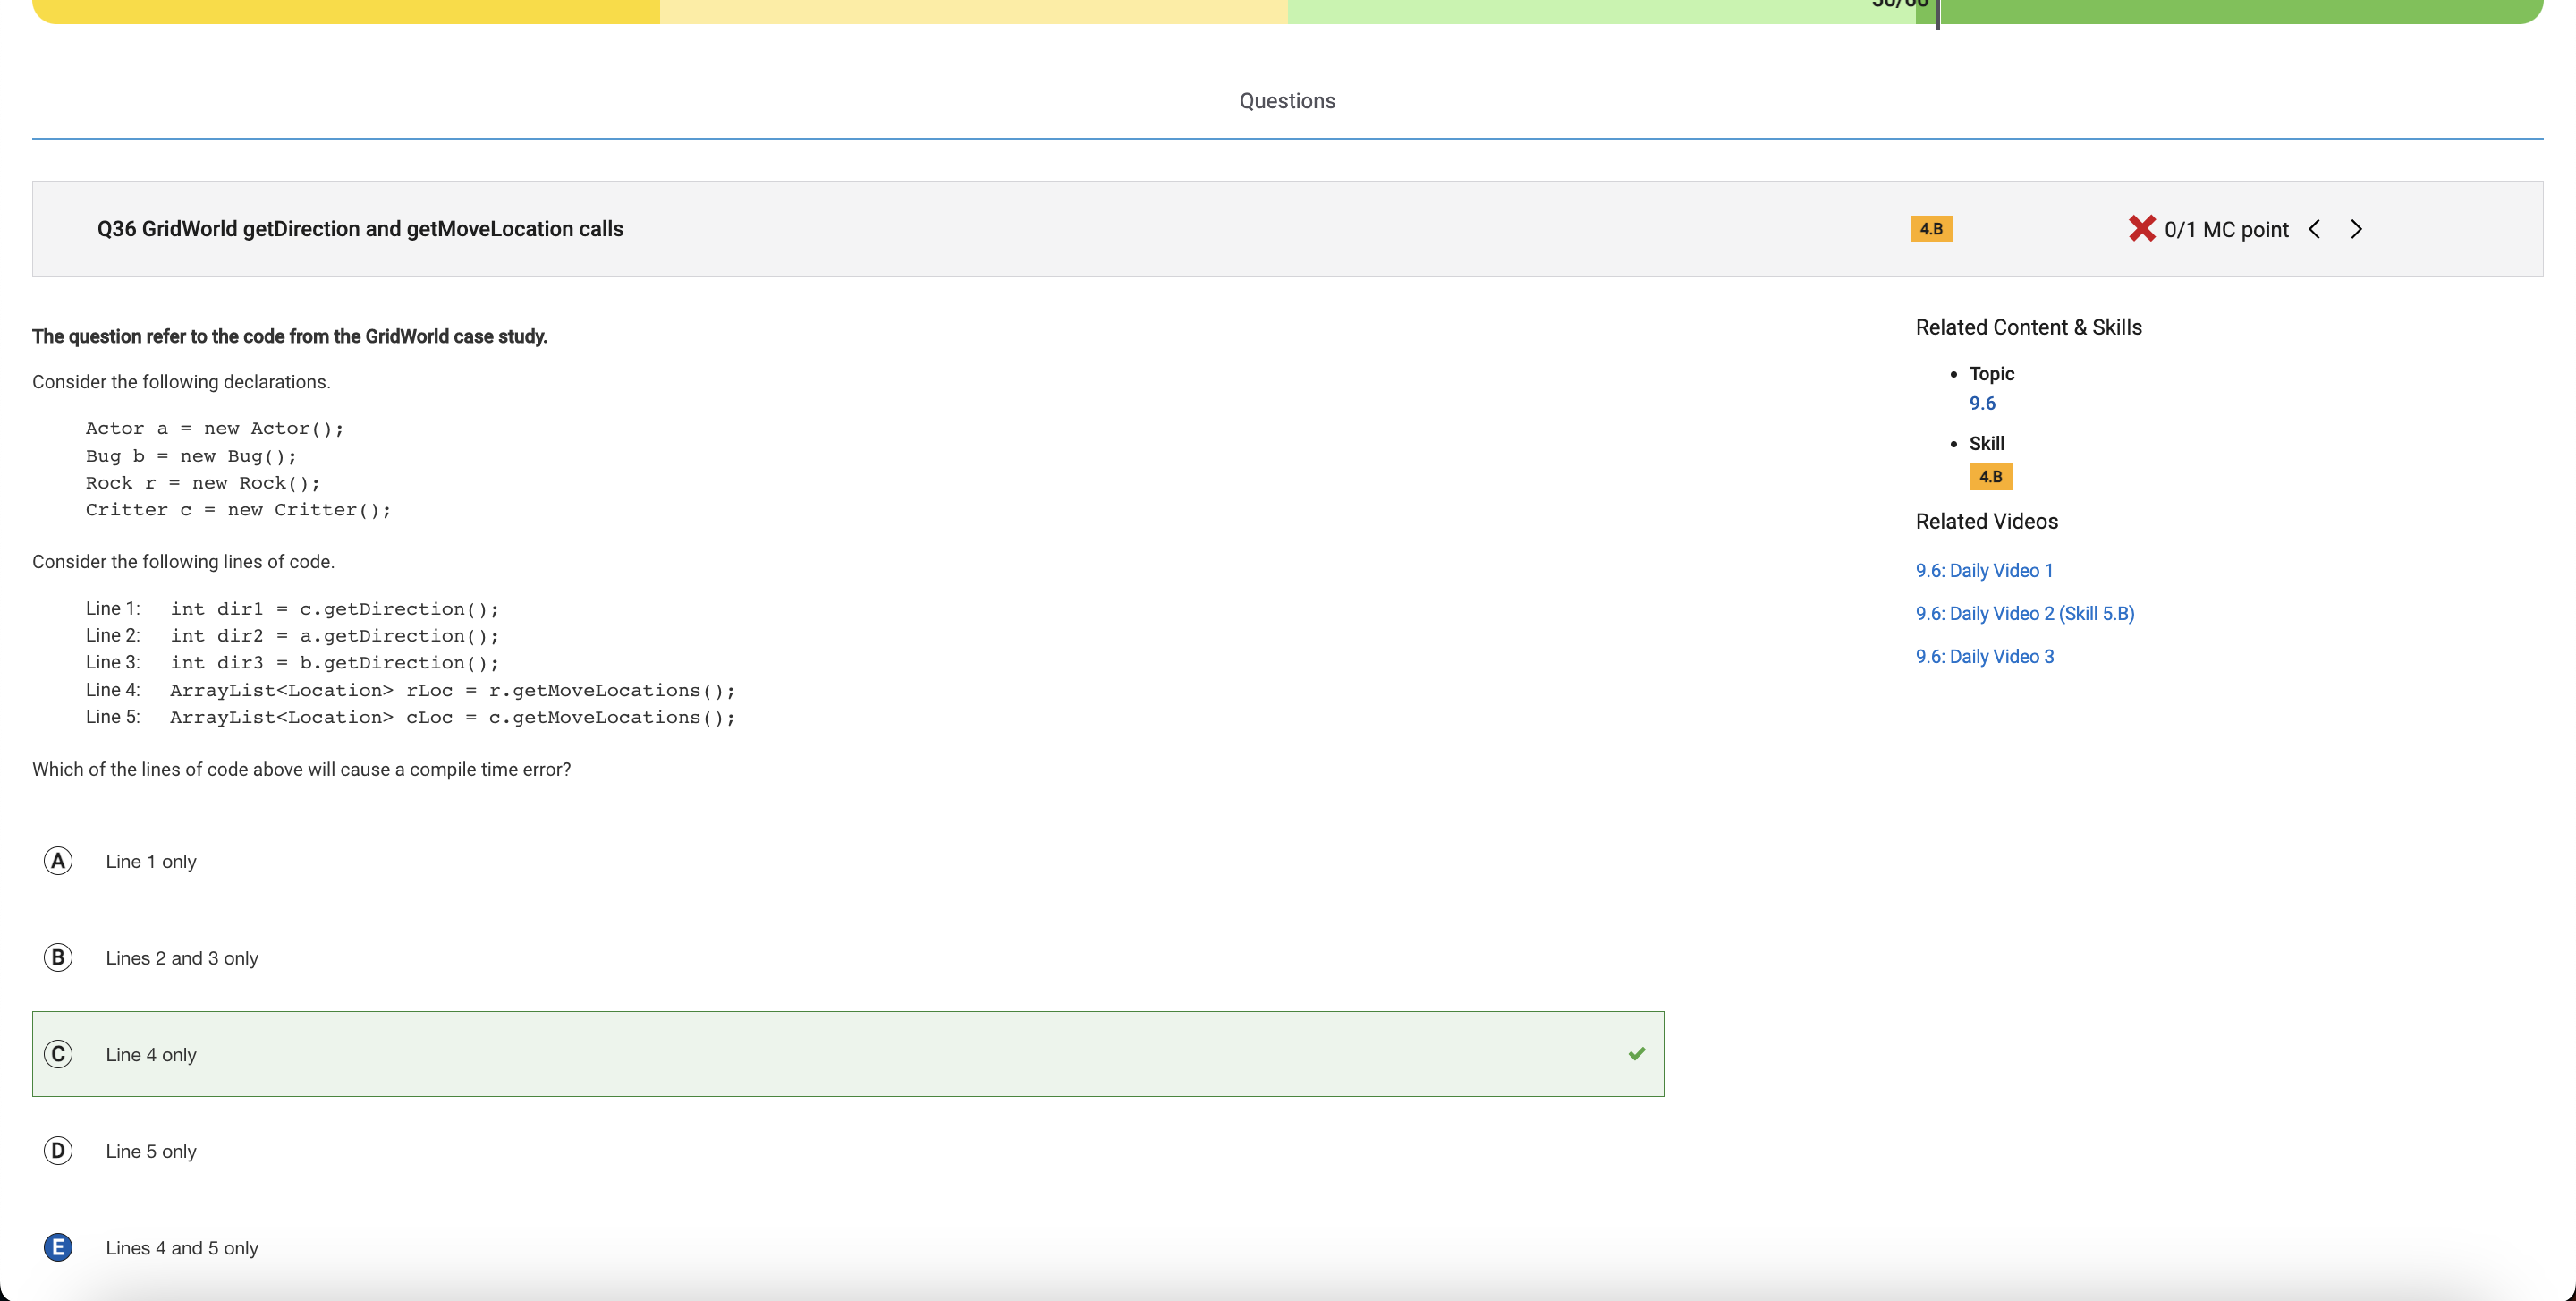 Questions
Q36 GridWorld getDirection and getMoveLocation calls
4.B
0/1 MC point
The question refer to the code from the GridWorld case study.
Consider the following declarations.
Actor a = new Actor();
Bug b = new Bug();
Rock r = new Rock();
Critter c = new Critter();
Consider the following lines of code.
Line 1: int dir1 = c.getDirection();
Line 2: int dir2 = a.getDirection();
Line 3: int dir3 = b.getDirection();
Line 4: ArrayList<Location> rLoc = r.getMoveLocations();
Line 5: ArrayList<Location> cLoc = c.getMoveLocations();
Which of the lines of code above will cause a compile time error?
A Line 1 only
B Lines 2 and 3 only
C Line 4 only
D Line 5 only
E Lines 4 and 5 only
Related Content & Skills
Topic
9.6
Skill
4.B
Related Videos
9.6: Daily Video 1
9.6: Daily Video 2 (Skill 5.B)
9.6: Daily Video 3